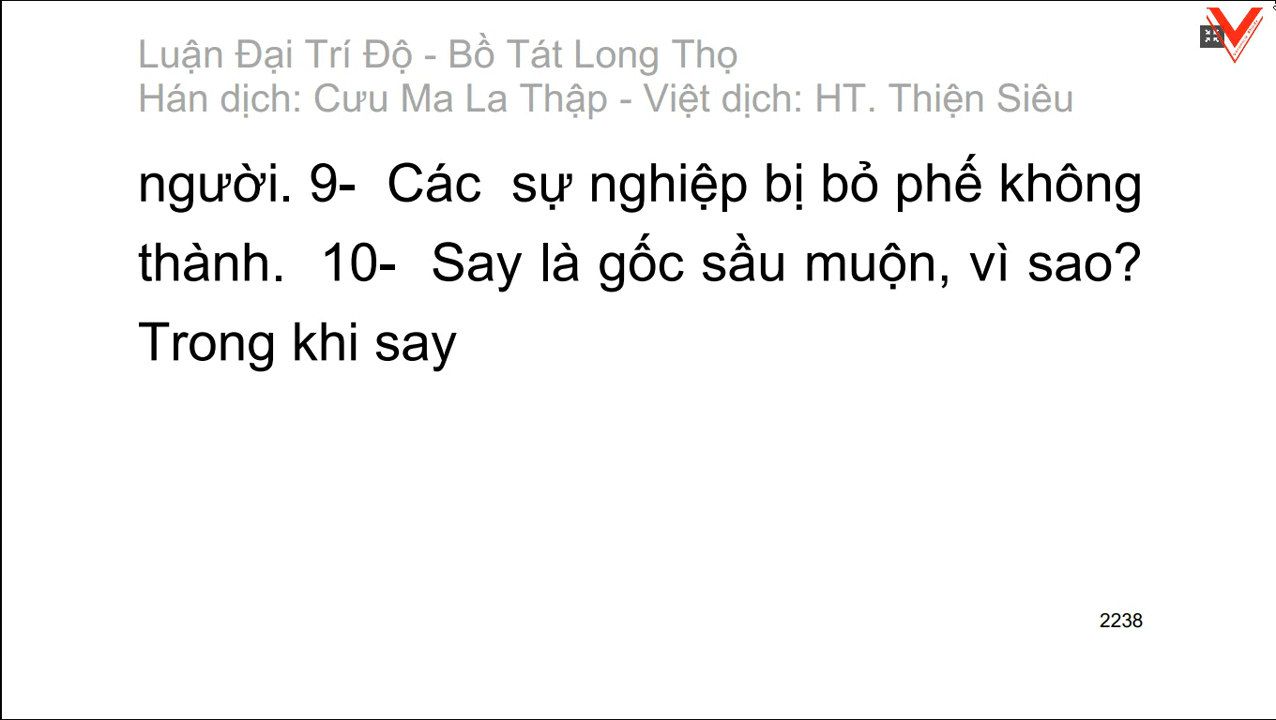 Luận Đại Trí Độ - Bồ Tát Long Thọ
Hán dịch: Cưu Ma La Thập - Việt dịch: HT. Thiện Siêu
người. 9- Các sự nghiệp bị bỏ phế không
thành. 10- Say là gốc sầu muộn, vì sao?
Trong khi say
2238